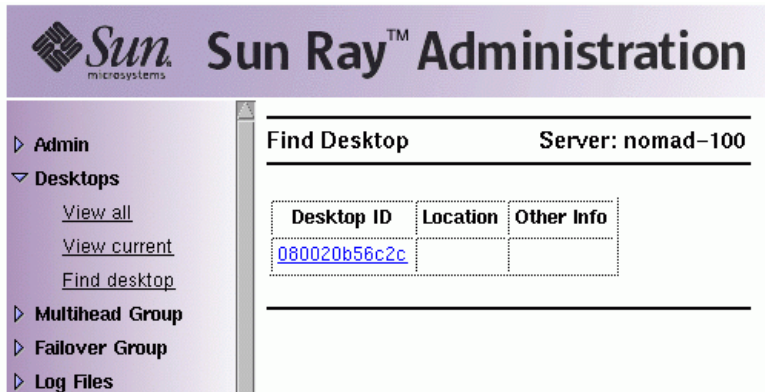 Sun microsystems Sun Ray™ Administration
Admin
Desktops
View all
View current
Find desktop
Multihead Group
Failover Group
Log Files
Find Desktop Server: nomad-100
Desktop ID Location Other Info
080020b56c2c